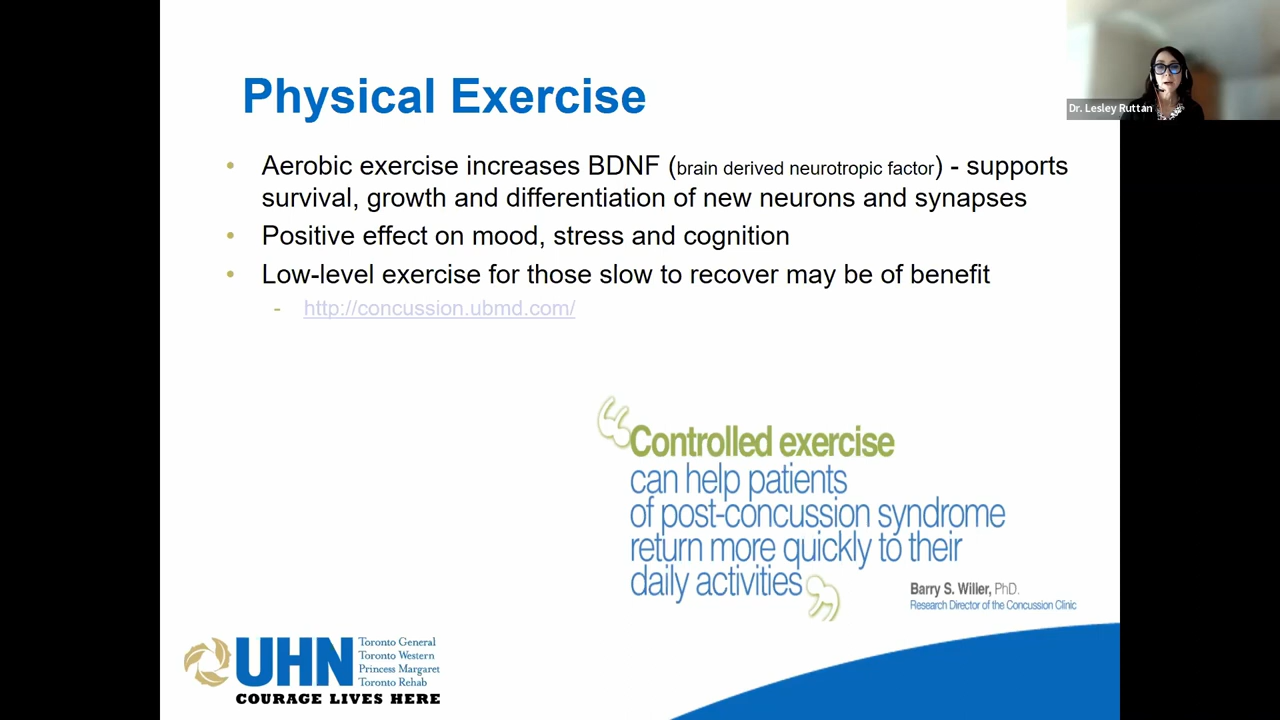 Physical Exercise
Dr. Lesley Ruttan
• Aerobic exercise increases BDNF (brain derived neurotropic factor) - supports
survival, growth and differentiation of new neurons and synapses
• Positive effect on mood, stress and cognition
• Low-level exercise for those slow to recover may be of benefit
- http://concussion.ubmd.com/
“Controlled exercise
can help patients
of post-concussion syndrome
return more quickly to their
daily activities”
Barry S. Willer, PhD.
Research Director of the Concussion Clinic
UHN
Toronto General
Toronto Western
Princess Margaret
Toronto Rehab
COURAGE LIVES HERE